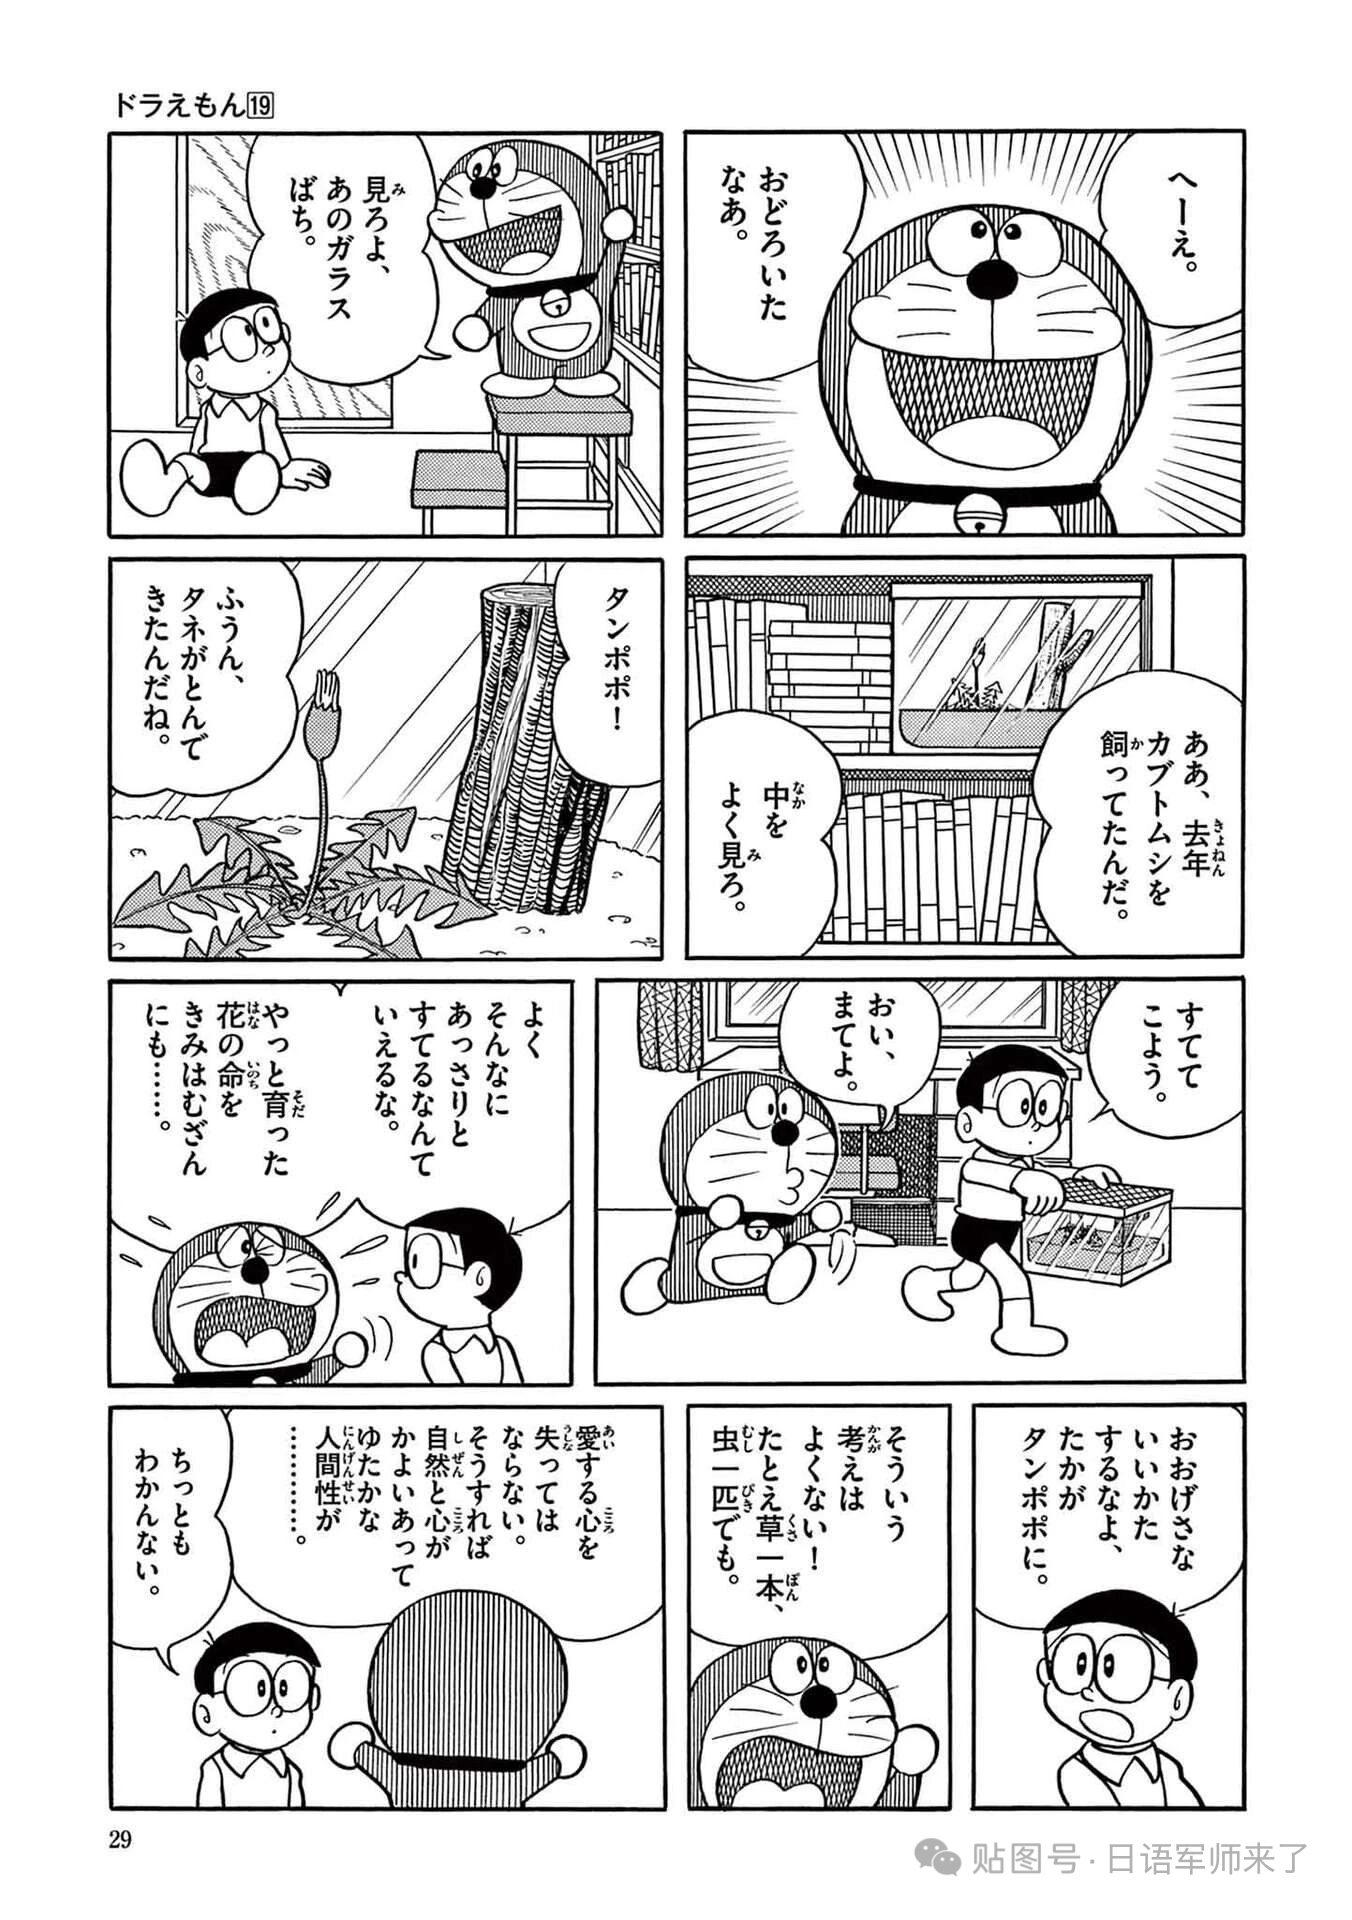 ドラえもん19
へーえ。
おどろいた
なあ。
見ろよ、
あのガラス
ばち。
ああ、去年
カブトムシを
飼ってたんだ。
中を
よく見ろ。
タンポポ！
ふうん、
タネがとんで
きたんだね。
すてて
こよう。
おい、
まてよ。
よく
そんなに
あっさりと
すてるなんて
いえるな。
やっと育った
花の命を
きみはむざん
にも……。
おおげさな
いいかた
するなよ、
たかが
タンポポに。
そういう
考えは
よくない！
たとえ草一本、
虫一匹でも。
愛する心を
失っては
ならない。
そうすれば
自然と心が
かよいあって
ゆたかな
人間性が
…………。
ちっとも
わかんない。
29
贴图号·日语军师来了